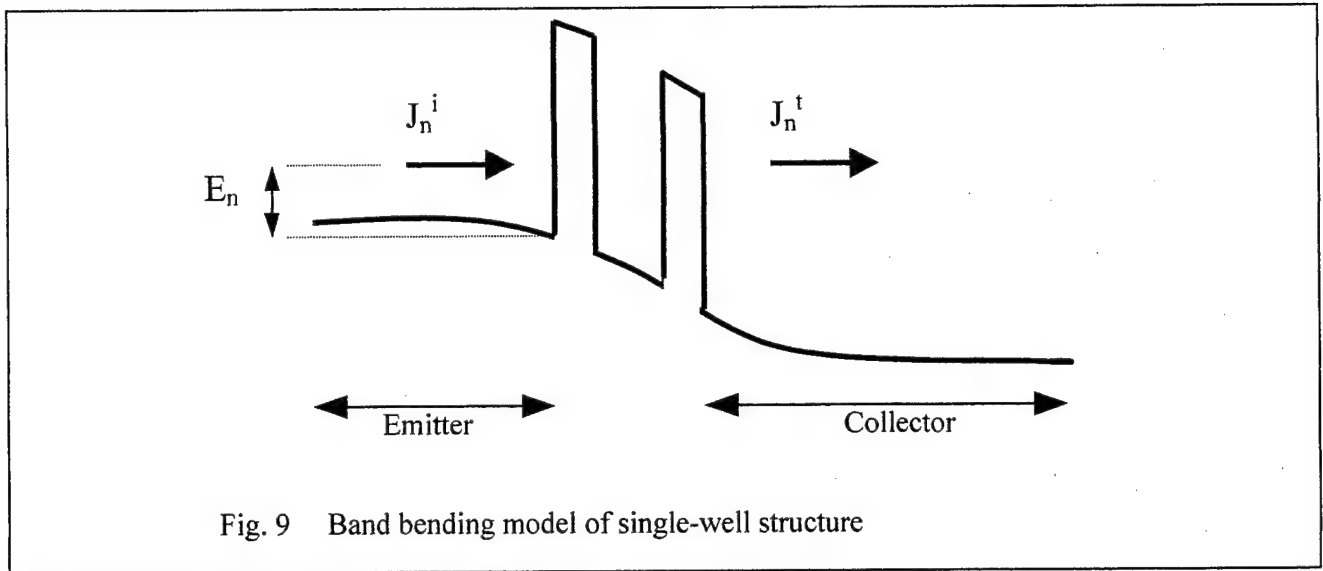 J_n^i
J_n^t
E_n
Emitter
Collector
Fig. 9 Band bending model of single-well structure